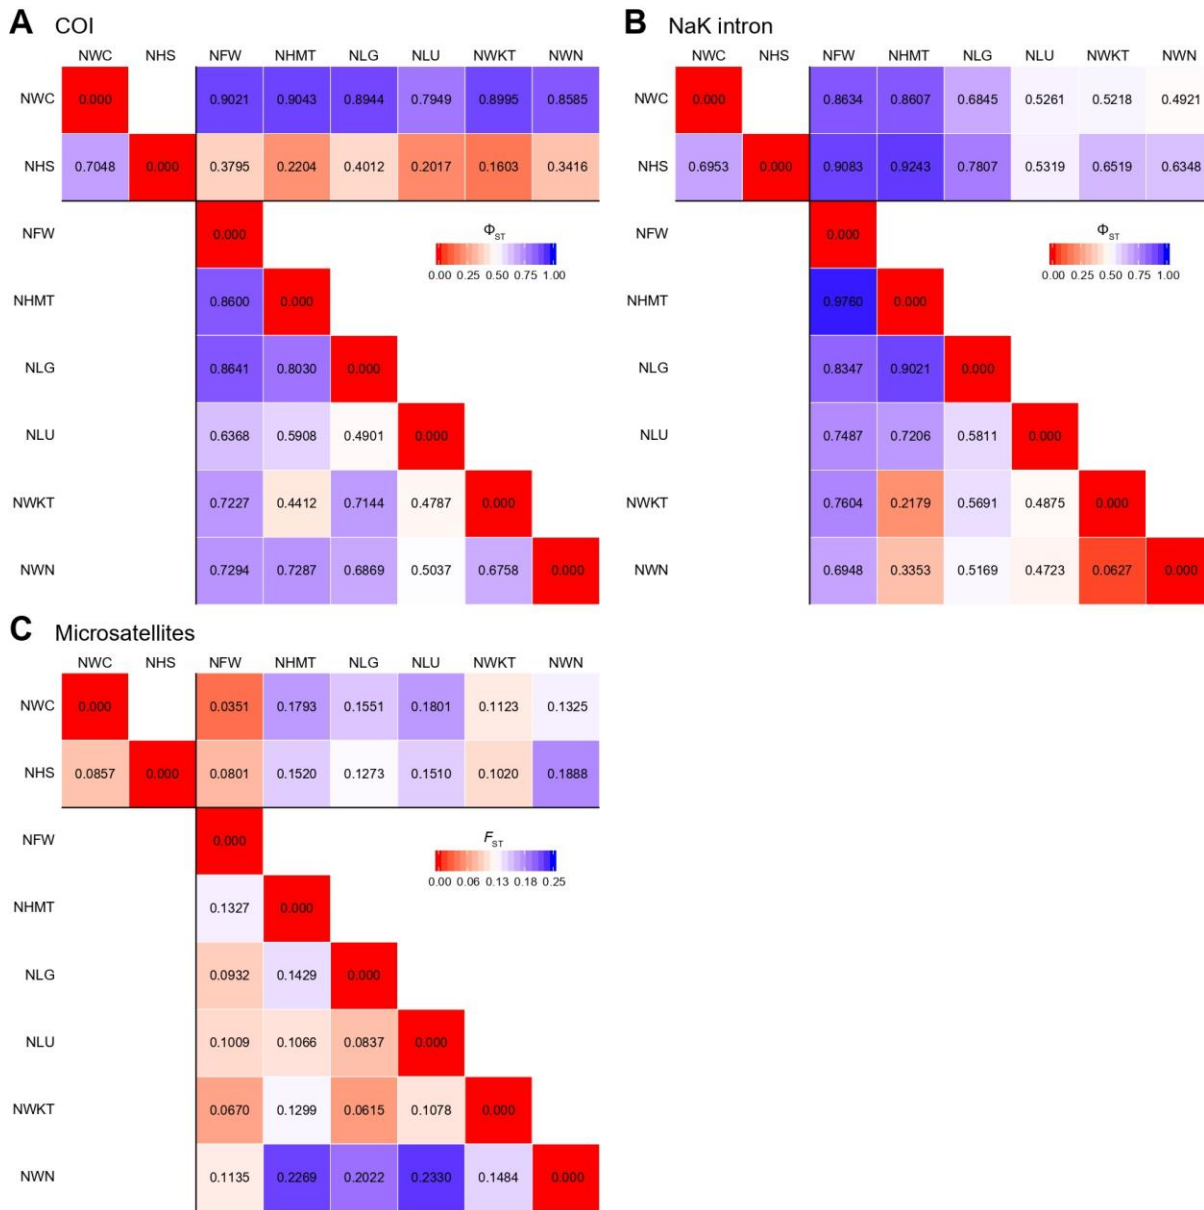 A COI
NWC NHS NFW NHMT NLG NLU NWKT NWN
NWC 0.000 0.9021 0.9043 0.8944 0.7949 0.8995 0.8585
NHS 0.7048 0.000 0.3795 0.2204 0.4012 0.2017 0.1603 0.3416
NFW 0.000
ΦST
0.00 0.25 0.50 0.75 1.00
NHMT 0.8600 0.000
NLG 0.8641 0.8030 0.000
NLU 0.6368 0.5908 0.4901 0.000
NWKT 0.7227 0.4412 0.7144 0.4787 0.000
NWN 0.7294 0.7287 0.6869 0.5037 0.6758 0.000
B NaK intron
NWC NHS NFW NHMT NLG NLU NWKT NWN
NWC 0.000 0.8634 0.8607 0.6845 0.5261 0.5218 0.4921
NHS 0.6953 0.000 0.9083 0.9243 0.7807 0.5319 0.6519 0.6348
NFW 0.000
ΦST
0.00 0.25 0.50 0.75 1.00
NHMT 0.9760 0.000
NLG 0.8347 0.9021 0.000
NLU 0.7487 0.7206 0.5811 0.000
NWKT 0.7604 0.2179 0.5691 0.4875 0.000
NWN 0.6948 0.3353 0.5169 0.4723 0.0627 0.000
C Microsatellites
NWC NHS NFW NHMT NLG NLU NWKT NWN
NWC 0.000 0.0351 0.1793 0.1551 0.1801 0.1123 0.1325
NHS 0.0857 0.000 0.0801 0.1520 0.1273 0.1510 0.1020 0.1888
NFW 0.000
FST
0.00 0.06 0.13 0.18 0.25
NHMT 0.1327 0.000
NLG 0.0932 0.1429 0.000
NLU 0.1009 0.1066 0.0837 0.000
NWKT 0.0670 0.1299 0.0615 0.1078 0.000
NWN 0.1135 0.2269 0.2022 0.2330 0.1484 0.000